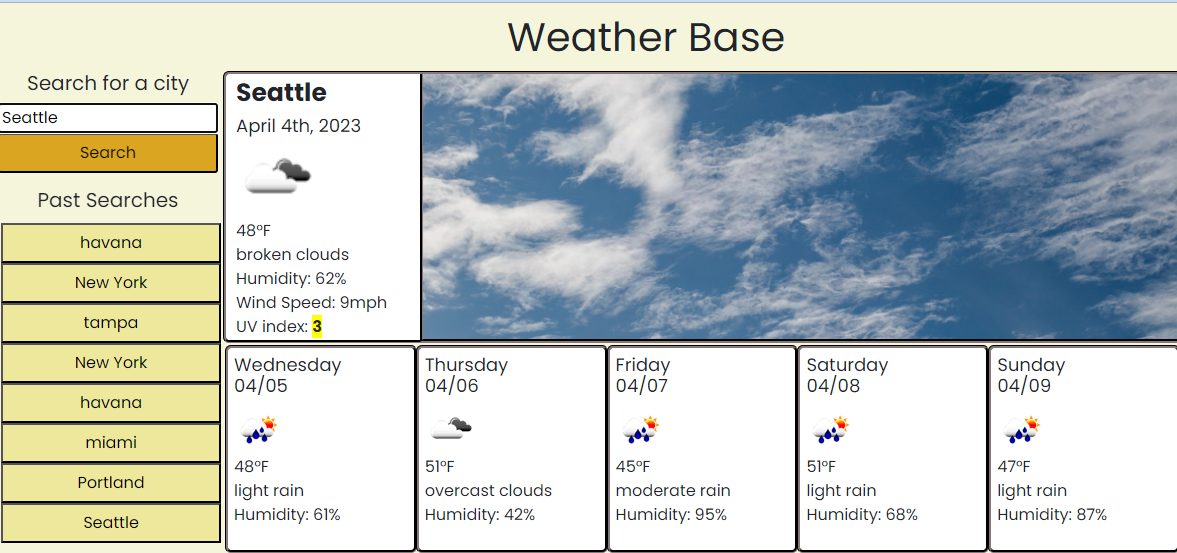 Weather Base
Search for a city
Seattle
Search
Past Searches
havana
New York
tampa
New York
havana
miami
Portland
Seattle
Seattle
April 4th, 2023
48°F
broken clouds
Humidity: 62%
Wind Speed: 9mph
UV index: 3
Wednesday
04/05
48°F
light rain
Humidity: 61%
Thursday
04/06
51°F
overcast clouds
Humidity: 42%
Friday
04/07
45°F
moderate rain
Humidity: 95%
Saturday
04/08
51°F
light rain
Humidity: 68%
Sunday
04/09
47°F
light rain
Humidity: 87%